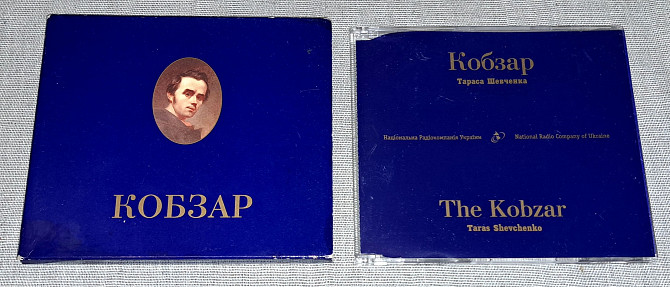 КОБЗАР
Кобзар
Тараса Шевченка
Національна Радіокомпанія України
National Radio Company of Ukraine
The Kobzar
Taras Shevchenko